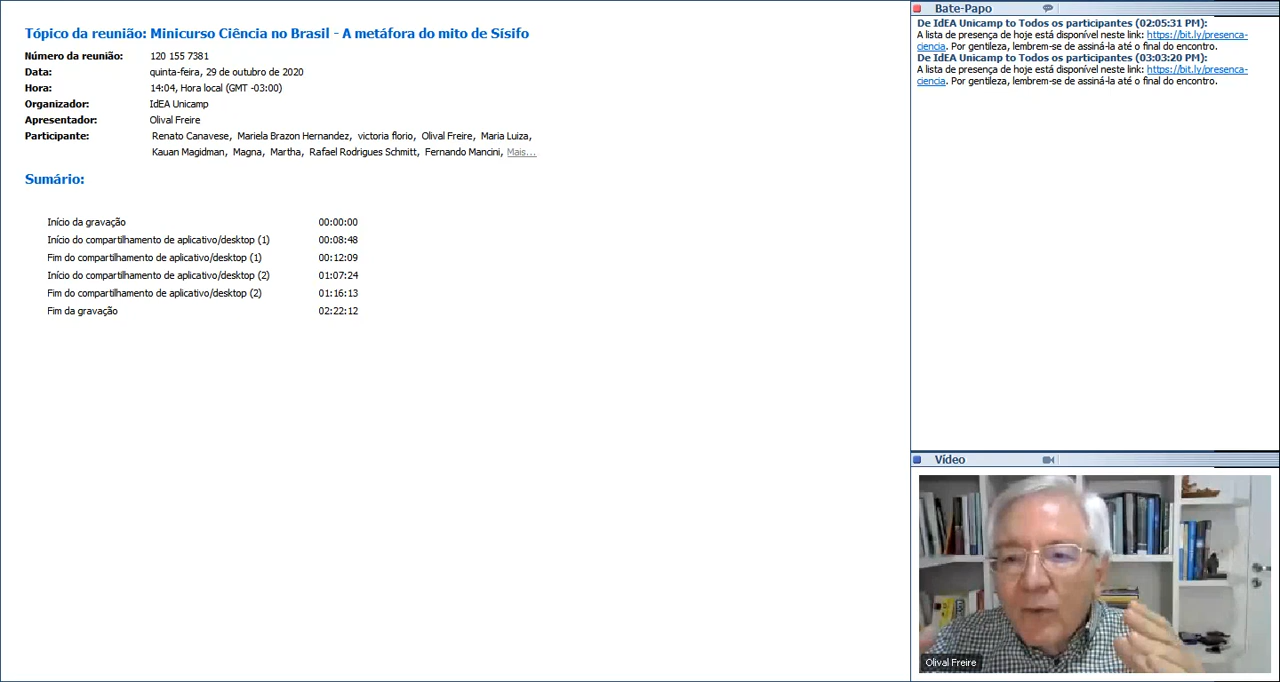 Tópico da reunião: Minicurso Ciência no Brasil - A metáfora do mito de Sísifo
Número da reunião: 120 155 7381
Data: quinta-feira, 29 de outubro de 2020
Hora: 14:04, Hora local (GMT -03:00)
Organizador: IdEA Unicamp
Apresentador: Olival Freire
Participante: Renato Canavese, Mariela Brazon Hernandez, victoria florio, Olival Freire, Maria Luiza,
Kauan Magidman, Magna, Martha, Rafael Rodrigues Schmitt, Fernando Mancini, Mais...
Sumário:
Início da gravação 00:00:00
Início do compartilhamento de aplicativo/desktop (1) 00:08:48
Fim do compartilhamento de aplicativo/desktop (1) 00:12:09
Início do compartilhamento de aplicativo/desktop (2) 01:07:24
Fim do compartilhamento de aplicativo/desktop (2) 01:16:13
Fim da gravação 02:22:12
Bate-Papo
De IdEA Unicamp to Todos os participantes (02:05:31 PM):
A lista de presença de hoje está disponível neste link: https://bit.ly/presenca-
ciencia. Por gentileza, lembrem-se de assiná-la até o final do encontro.
De IdEA Unicamp to Todos os participantes (03:03:20 PM):
A lista de presença de hoje está disponível neste link: https://bit.ly/presenca-
ciencia. Por gentileza, lembrem-se de assiná-la até o final do encontro.
Vídeo
Olival Freire